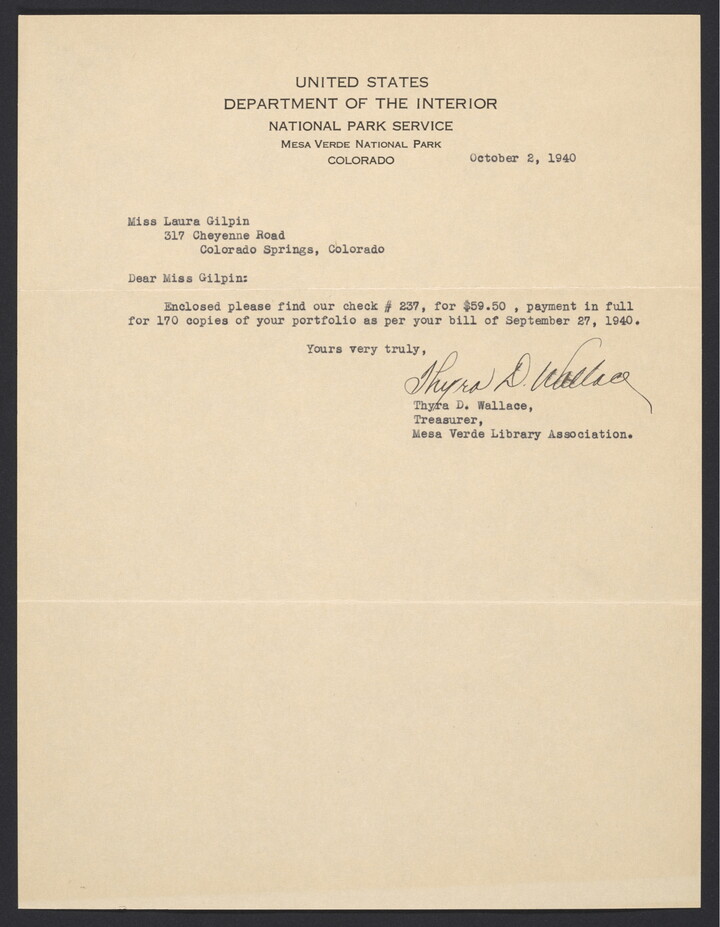 UNITED STATES
DEPARTMENT OF THE INTERIOR
NATIONAL PARK SERVICE
MESA VERDE NATIONAL PARK
COLORADO
October 2, 1940
Miss Laura Gilpin
317 Cheyenne Road
Colorado Springs, Colorado
Dear Miss Gilpin:
Enclosed please find our check # 237, for $59.50 , payment in full
for 170 copies of your portfolio as per your bill of September 27, 1940.
Yours very truly,
Thyra D. Wallace
Thyra D. Wallace,
Treasurer,
Mesa Verde Library Association.